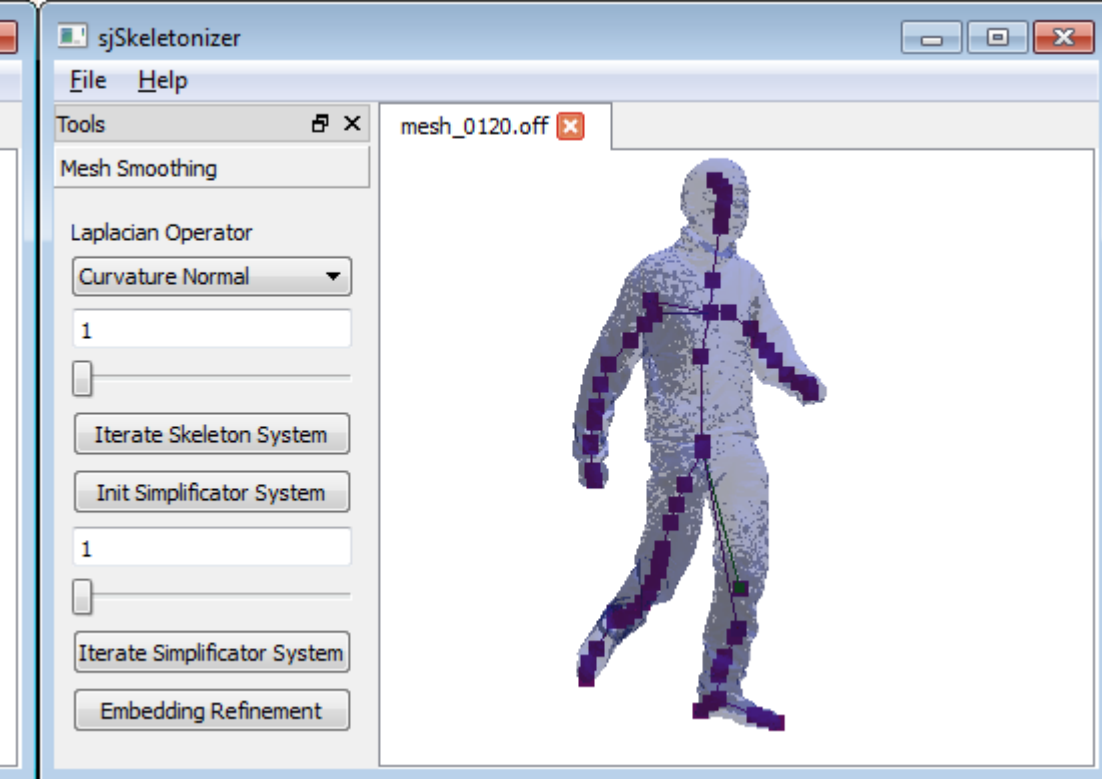 sjSkeletonizer
File Help
Tools
mesh_0120.off
Mesh Smoothing
Laplacian Operator
Curvature Normal
1
Iterate Skeleton System
Init Simplificator System
1
Iterate Simplificator System
Embedding Refinement